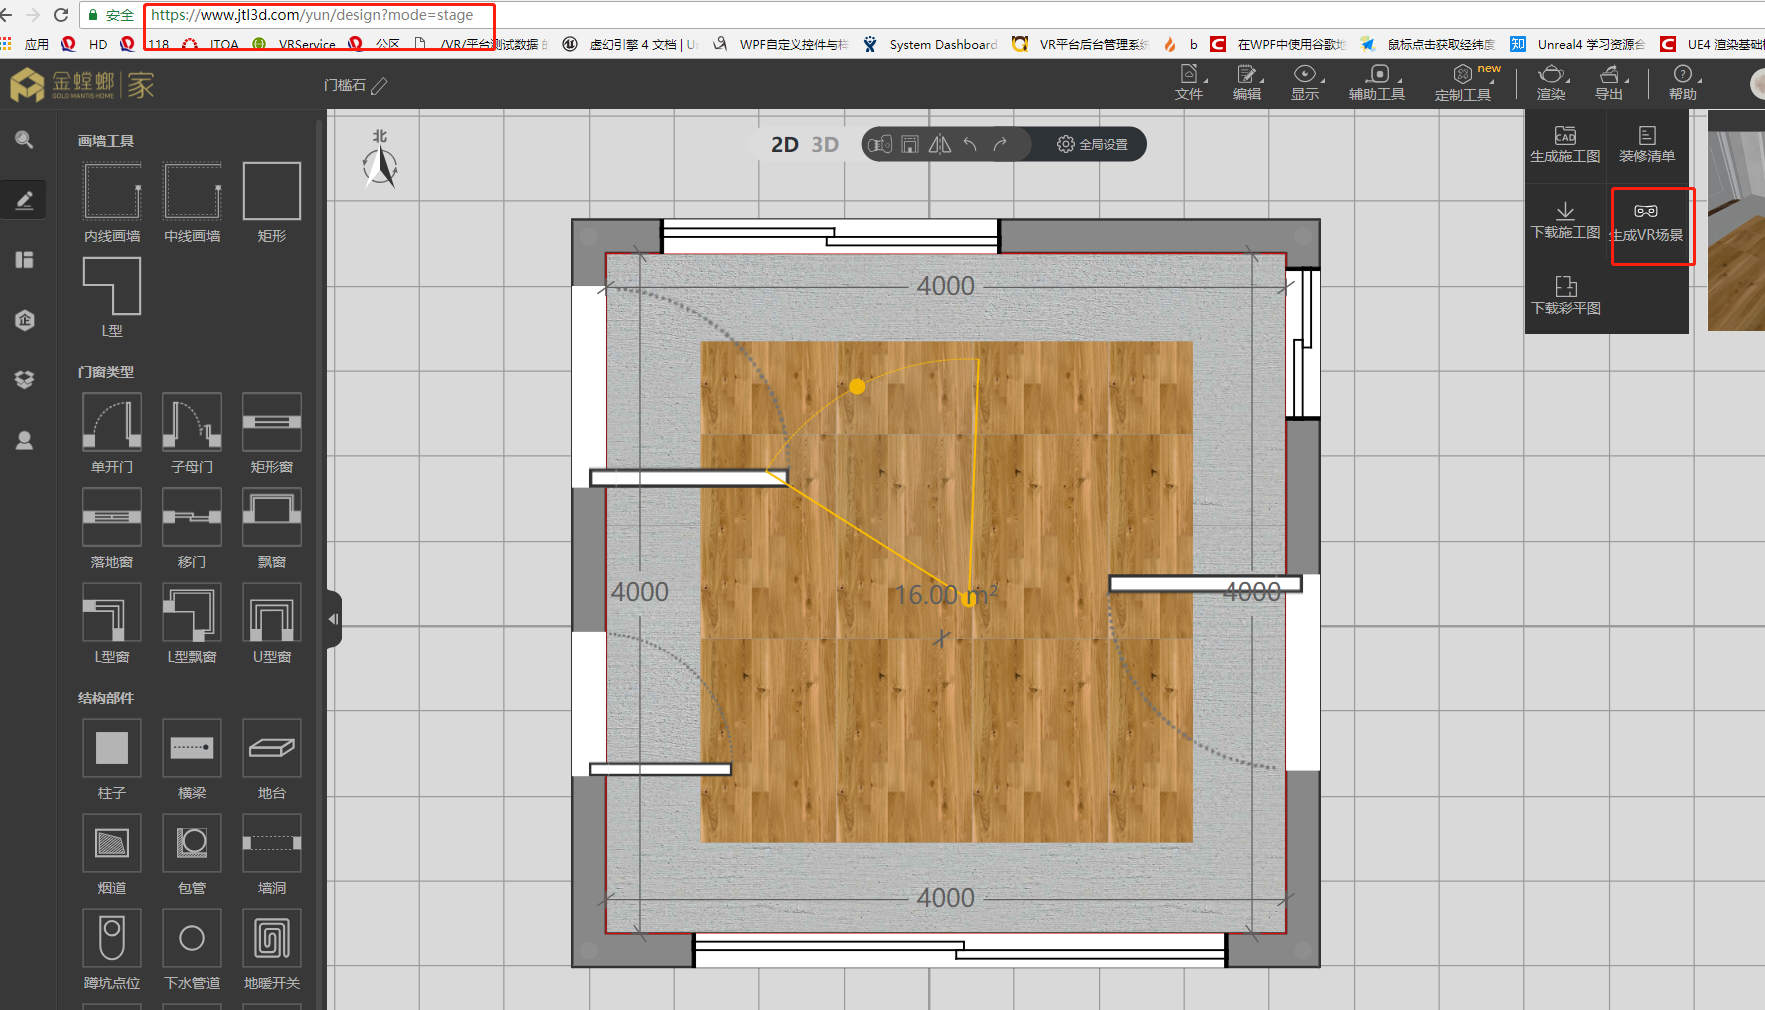 安全 https://www.jtl3d.com/yun/design?mode=stage
应用 HD 118 ITOA VRService 公区 /VR/平台测试数据 虚幻引擎 4 文档 | WPF自定义控件与 System Dashboard VR平台后台管理系统 b 在WPF中使用谷歌地 鼠标点击获取经纬度 Unreal4 学习资源合 UE4 渲染基础
金螳螂 家
GOLD MANTIS HOME
门槛石
文件 编辑 显示 辅助工具 定制工具 new 渲染 导出 帮助
画墙工具
内线画墙 中线画墙 矩形
L型
门窗类型
单开门 子母门 矩形窗
落地窗 移门 飘窗
L型窗 L型飘窗 U型窗
结构部件
柱子 横梁 地台
烟道 包管 墙洞
蹲坑点位 下水管道 地暖开关
北
2D 3D
全局设置
CAD
生成施工图 装修清单
下载施工图 生成VR场景
下载彩平图
4000
4000
16.00 m²
4000
4000